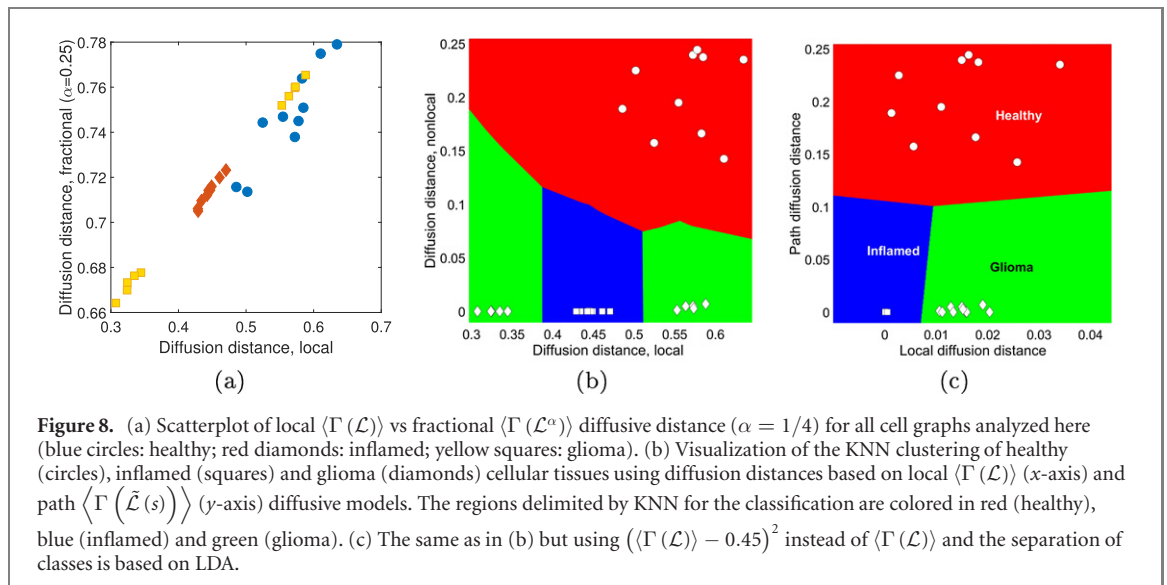 0.78
0.76
0.74
0.72
0.7
0.68
0.66
0.3 0.4 0.5 0.6 0.7
Diffusion distance, fractional (α=0.25)
Diffusion distance, local
(a)
0.25
0.2
0.15
0.1
0.05
0
0.3 0.35 0.4 0.45 0.5 0.55 0.6
Diffusion distance, nonlocal
Diffusion distance, local
(b)
0.25
0.2
0.15
0.1
0.05
0
0 0.01 0.02 0.03 0.04
Path diffusion distance
Healthy
Inflamed
Glioma
Local diffusion distance
(c)
Figure 8. (a) Scatterplot of local ⟨Γ (ℒ)⟩ vs fractional ⟨Γ (ℒ^α)⟩ diffusive distance (α = 1/4) for all cell graphs analyzed here
(blue circles: healthy; red diamonds: inflamed; yellow squares: glioma). (b) Visualization of the KNN clustering of healthy
(circles), inflamed (squares) and glioma (diamonds) cellular tissues using diffusion distances based on local ⟨Γ (ℒ)⟩ (x-axis) and
path ⟨Γ (ℒ̃ (s))⟩ (y-axis) diffusive models. The regions delimited by KNN for the classification are colored in red (healthy),
blue (inflamed) and green (glioma). (c) The same as in (b) but using (⟨Γ (ℒ)⟩ − 0.45)² instead of ⟨Γ (ℒ)⟩ and the separation of
classes is based on LDA.